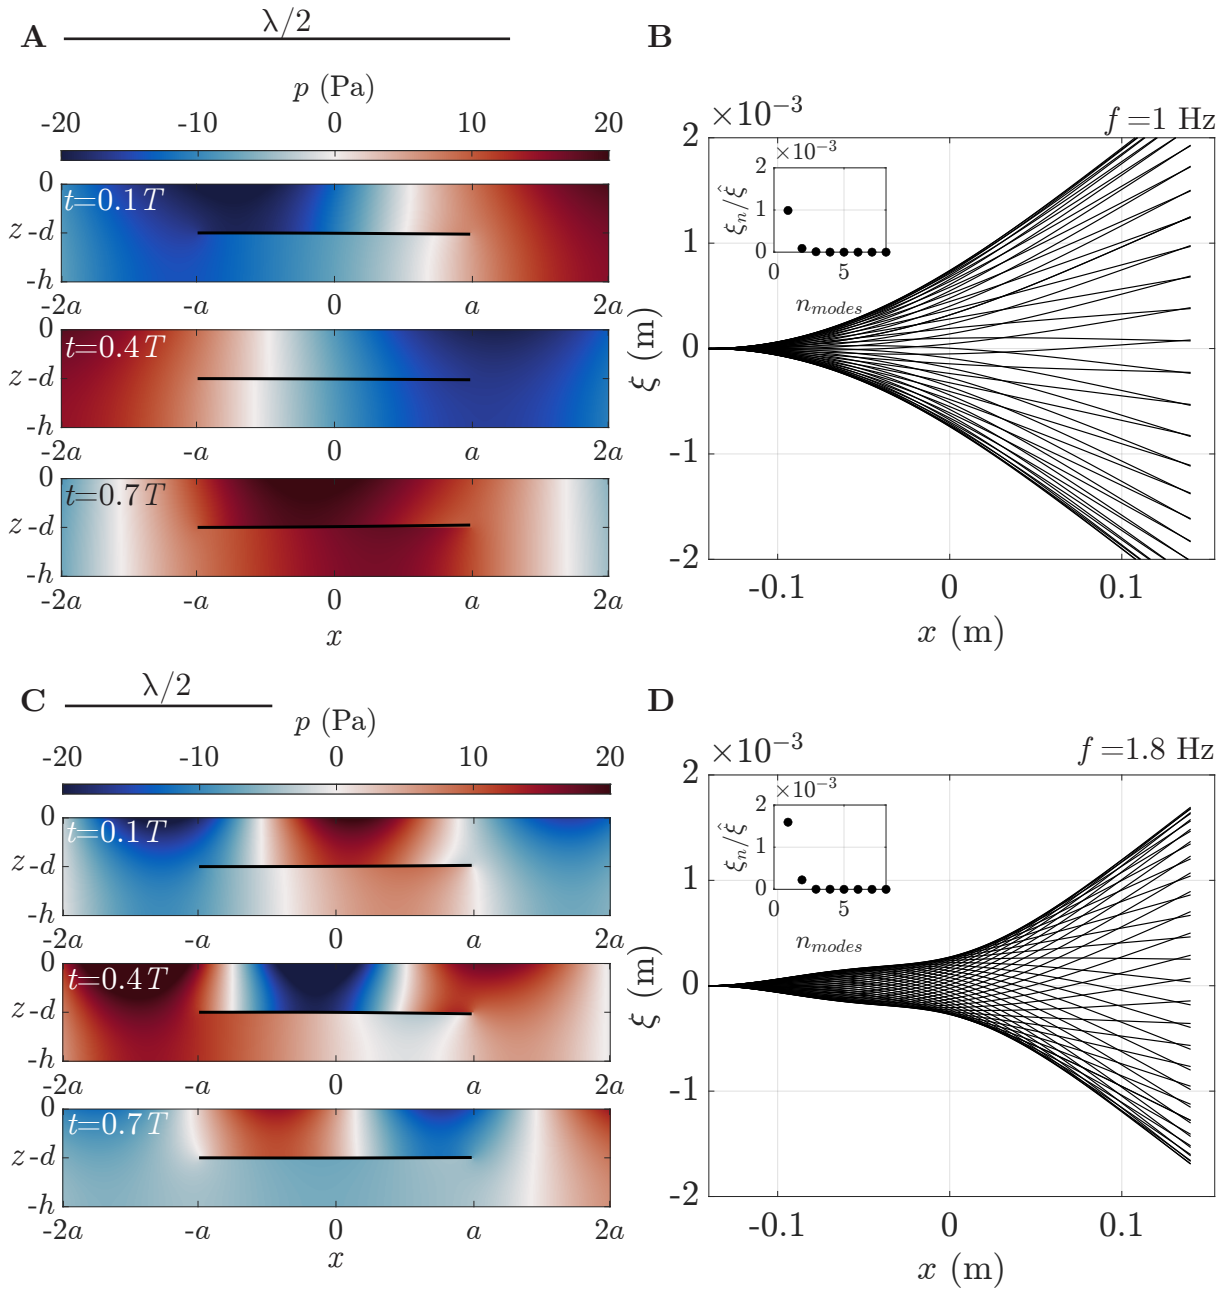 A
λ/2
p (Pa)
-20 -10 0 10 20
0
t=0.1T
z -d
-h
-2a -a 0 a 2a
0
t=0.4T
z -d
-h
-2a -a 0 a 2a
0
t=0.7T
z -d
-h
-2a -a 0 a 2a
x
B
×10⁻³
f =1 Hz
2
1
0
-1
-2
ξ (m)
-0.1 0 0.1
x (m)
×10⁻³
2
1
0
ξₙ/ξ̂
0 5
n_modes
C
λ/2
p (Pa)
-20 -10 0 10 20
0
t=0.1T
z -d
-h
-2a -a 0 a 2a
0
t=0.4T
z -d
-h
-2a -a 0 a 2a
0
t=0.7T
z -d
-h
-2a -a 0 a 2a
x
D
×10⁻³
f =1.8 Hz
2
1
0
-1
-2
ξ (m)
-0.1 0 0.1
x (m)
×10⁻³
2
1
0
ξₙ/ξ̂
0 5
n_modes